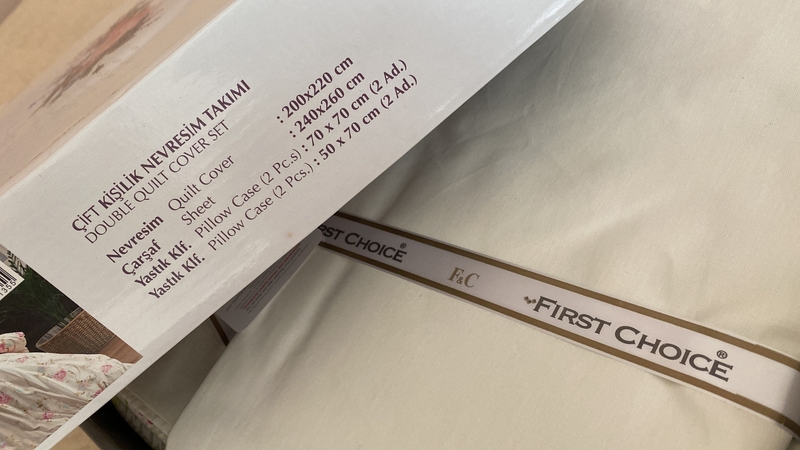 ÇİFT KİŞİLİK NEVRESİM TAKIMI
DOUBLE QUILT COVER SET
Nevresim Quilt Cover : 200x220 cm
Çarşaf Sheet : 240x260 cm
Yastık Klf. Pillow Case (2 Pc.s) : 70 x 70 cm (2 Ad.)
Yastık Klf. Pillow Case (2 Pcs.) : 50 x 70 cm (2 Ad.)
RST CHOICE®
F&C
FIRST CHOICE®